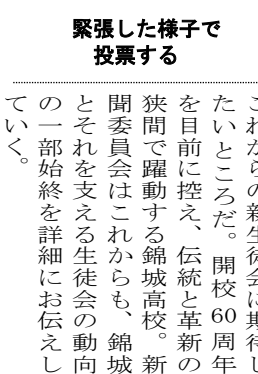 緊張した様子で
投票する
これからの新生徒会に期待し
たいところだ。開校60周年
を目前に控え、伝統と革新の
狭間で躍動する錦城高校。新
聞委員会はこれからも、錦城
とそれを支える生徒会の動向
の一部始終を詳細にお伝えし
ていく。